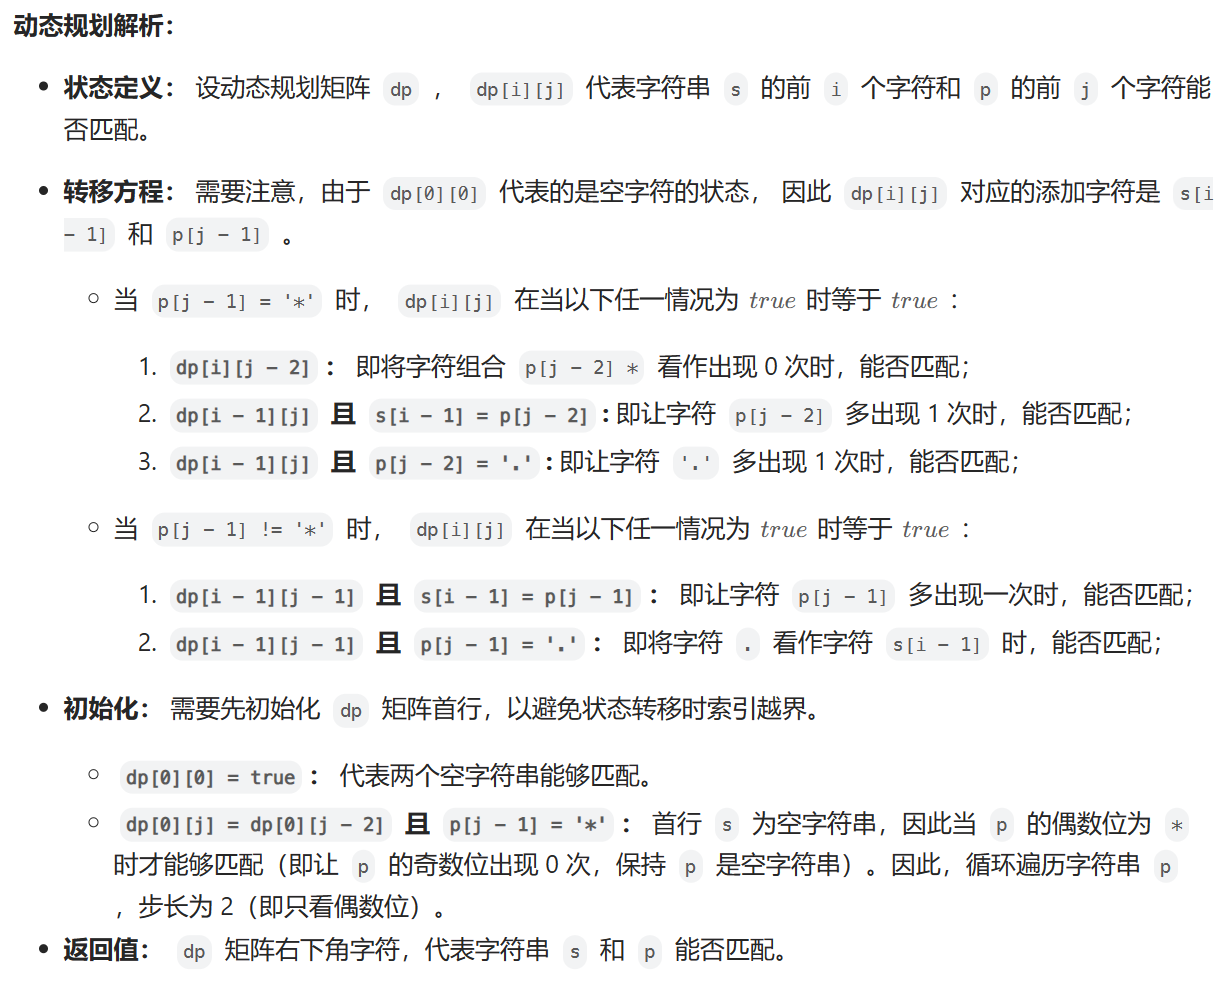 动态规划解析：
状态定义： 设动态规划矩阵 dp ， dp[i][j] 代表字符串 s 的前 i 个字符和 p 的前 j 个字符能
否匹配。
转移方程： 需要注意，由于 dp[0][0] 代表的是空字符的状态， 因此 dp[i][j] 对应的添加字符是 s[i
- 1] 和 p[j - 1] 。
当 p[j - 1] = '*' 时， dp[i][j] 在当以下任一情况为 true 时等于 true ：
1. dp[i][j - 2] ： 即将字符组合 p[j - 2] * 看作出现 0 次时，能否匹配；
2. dp[i - 1][j] 且 s[i - 1] = p[j - 2] : 即让字符 p[j - 2] 多出现 1 次时，能否匹配；
3. dp[i - 1][j] 且 p[j - 2] = '.' : 即让字符 '.' 多出现 1 次时，能否匹配；
当 p[j - 1] != '*' 时， dp[i][j] 在当以下任一情况为 true 时等于 true ：
1. dp[i - 1][j - 1] 且 s[i - 1] = p[j - 1] ： 即让字符 p[j - 1] 多出现一次时，能否匹配；
2. dp[i - 1][j - 1] 且 p[j - 1] = '.' ： 即将字符 . 看作字符 s[i - 1] 时，能否匹配；
初始化： 需要先初始化 dp 矩阵首行，以避免状态转移时索引越界。
dp[0][0] = true ： 代表两个空字符串能够匹配。
dp[0][j] = dp[0][j - 2] 且 p[j - 1] = '*' ： 首行 s 为空字符串，因此当 p 的偶数位为 *
时才能够匹配（即让 p 的奇数位出现 0 次，保持 p 是空字符串）。因此，循环遍历字符串 p
，步长为 2（即只看偶数位）。
返回值： dp 矩阵右下角字符，代表字符串 s 和 p 能否匹配。